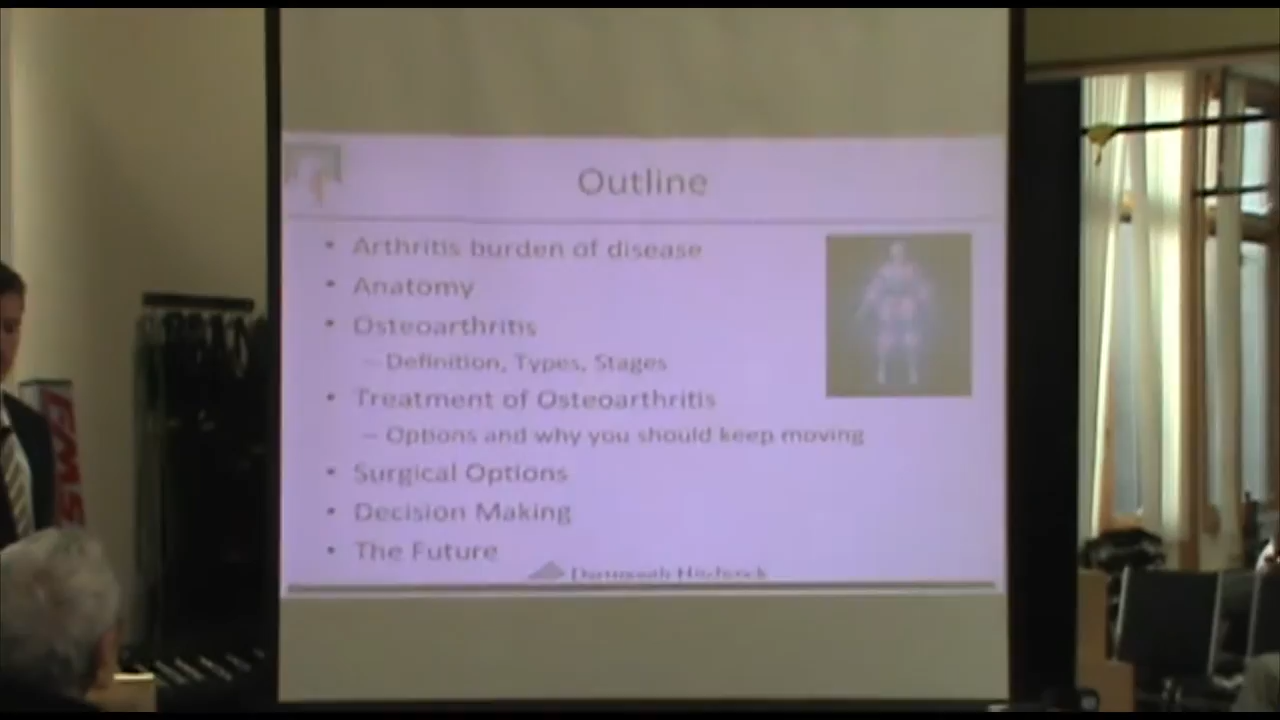 Outline
• Arthritis burden of disease
• Anatomy
• Osteoarthritis
– Definition, Types, Stages
• Treatment of Osteoarthritis
– Options and why you should keep moving
• Surgical Options
• Decision Making
• The Future
Dartmouth-Hitchcock
EMS